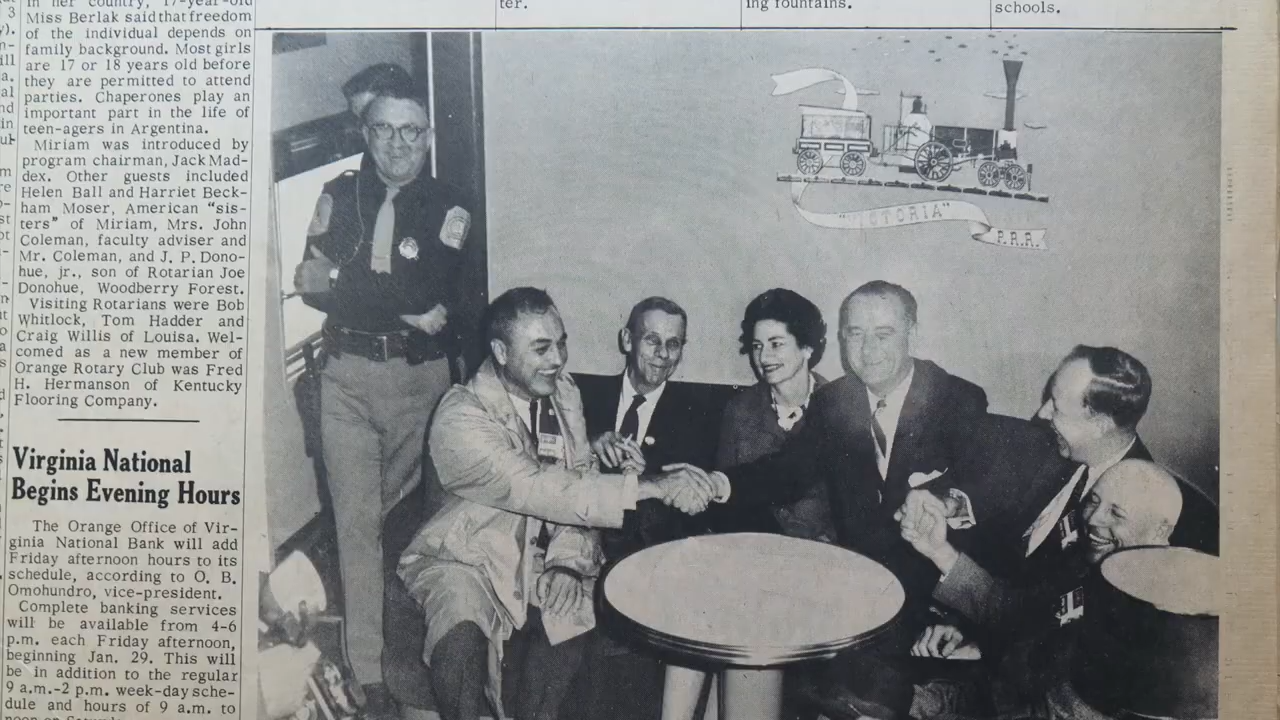 in her country, 17-year-old
Miss Berlak said that freedom
of the individual depends on
family background. Most girls
are 17 or 18 years old before
they are permitted to attend
parties. Chaperones play an
important part in the life of
teen-agers in Argentina.
Miriam was introduced by
program chairman, Jack Mad-
dex. Other guests included
Helen Ball and Harriet Beck-
ham Moser, American "sis-
ters" of Miriam, Mrs. John
Coleman, faculty adviser and
Mr. Coleman, and J. P. Dono-
hue, jr., son of Rotarian Joe
Donohue, Woodberry Forest.
Visiting Rotarians were Bob
Whitlock, Tom Hadder and
Craig Willis of Louisa. Wel-
comed as a new member of
Orange Rotary Club was Fred
H. Hermanson of Kentucky
Flooring Company.
Virginia National
Begins Evening Hours
The Orange Office of Vir-
ginia National Bank will add
Friday afternoon hours to its
schedule, according to O. B.
Omohundro, vice-president.
Complete banking services
will be available from 4-6
p.m. each Friday afternoon,
beginning Jan. 29. This will
be in addition to the regular
9 a.m.-2 p.m. week-day sche-
dule and hours of 9 a.m. to
noon on
ter.
ing fountains.
schools.
"VICTORIA"
P.R.R.